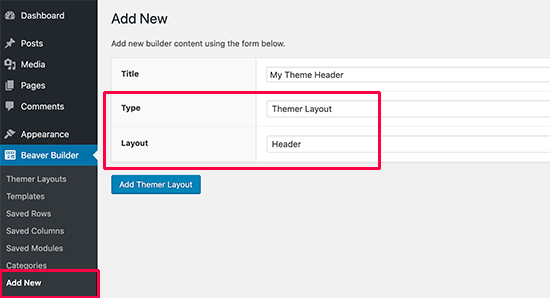 Dashboard
Posts
Media
Pages
Comments
Appearance
Beaver Builder
Themer Layouts
Templates
Saved Rows
Saved Columns
Saved Modules
Categories
Add New
Add New
Add new builder content using the form below.
Title My Theme Header
Type Themer Layout
Layout Header
Add Themer Layout